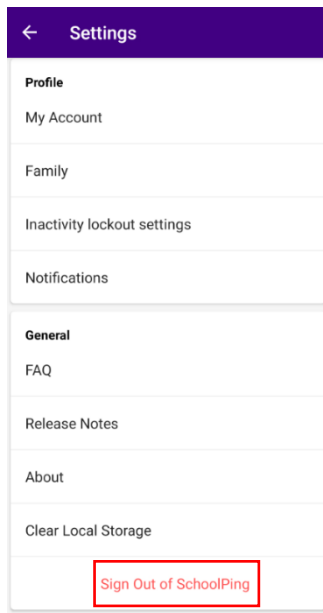 Settings
Profile
My Account
Family
Inactivity lockout settings
Notifications
General
FAQ
Release Notes
About
Clear Local Storage
Sign Out of SchoolPing